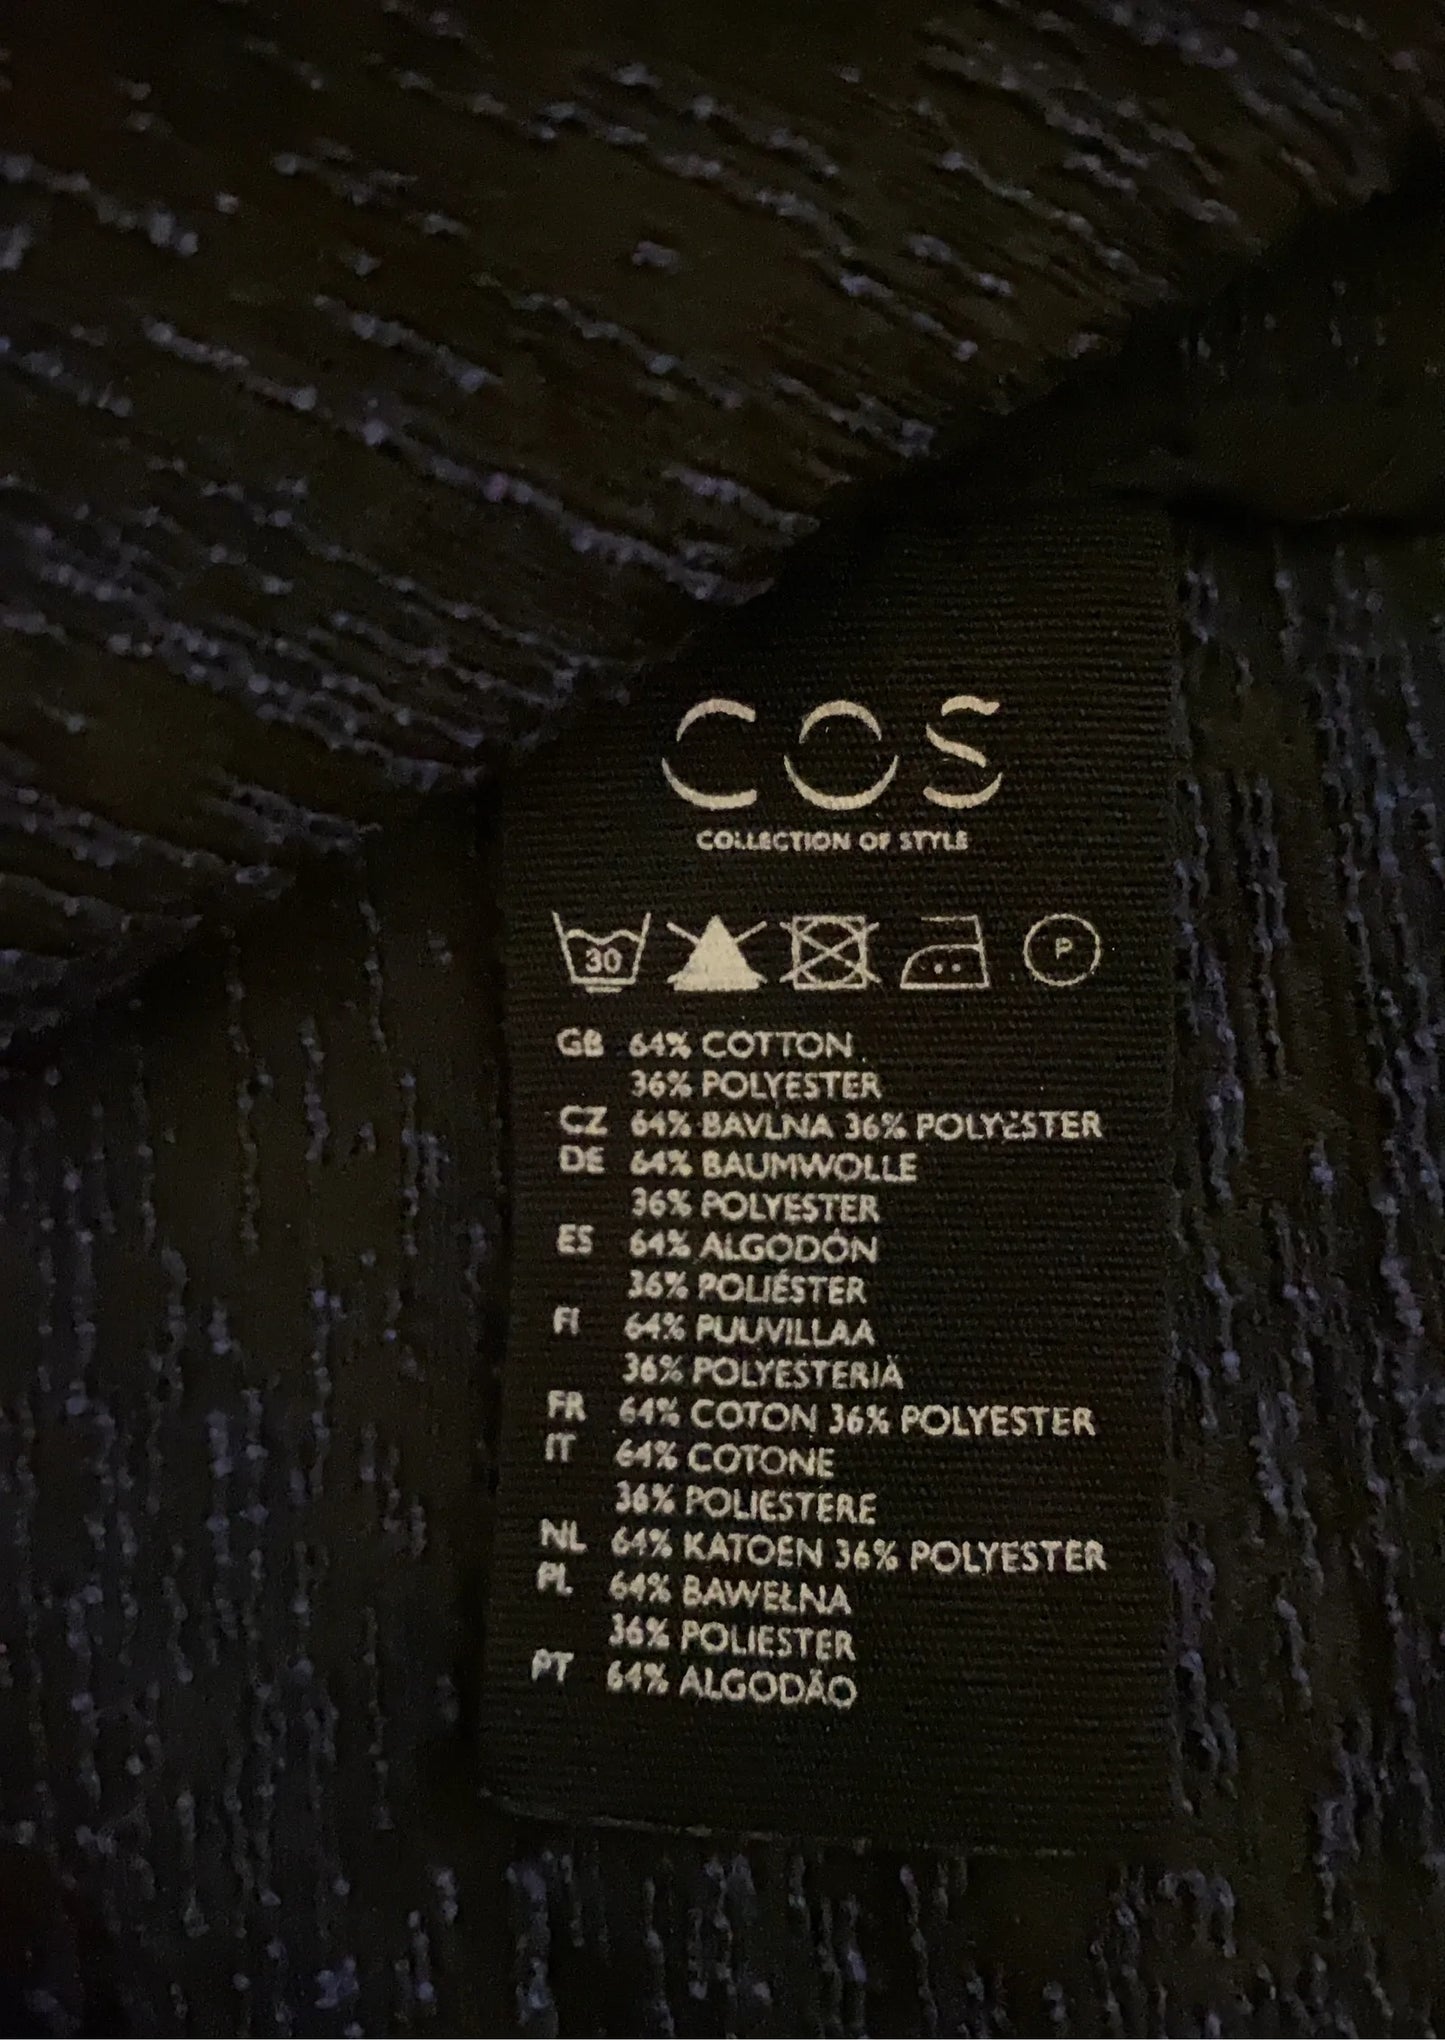 COS
COLLECTION OF STYLE
30 P
GB 64% COTTON
36% POLYESTER
CZ 64% BAVLNA 36% POLYESTER
DE 64% BAUMWOLLE
36% POLYESTER
ES 64% ALGODÓN
36% POLIÉSTER
FI 64% PUUVILLAA
36% POLYESTERIÄ
FR 64% COTON 36% POLYESTER
IT 64% COTONE
36% POLIESTERE
NL 64% KATOEN 36% POLYESTER
PL 64% BAWEŁNA
36% POLIESTER
PT 64% ALGODÃO